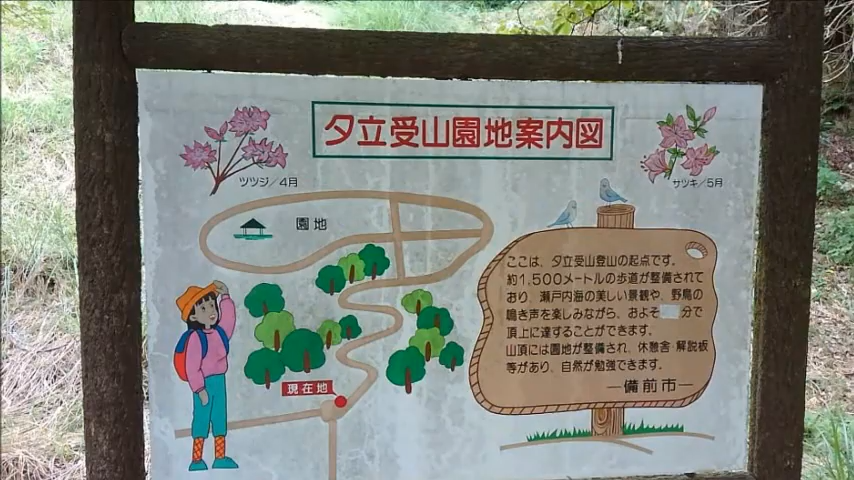 夕立受山園地案内図
ツツジ／4月
サツキ／5月
園地
ここは、夕立受山登山の起点です。
約1,500メートルの歩道が整備されて
おり、瀬戸内海の美しい景観や、野鳥の
鳴き声を楽しみながら、およそ 分で
頂上に達することができます。
山頂には園地が整備され、休憩舎・解説板
等があり、自然が勉強できます。
―備前市―
現在地